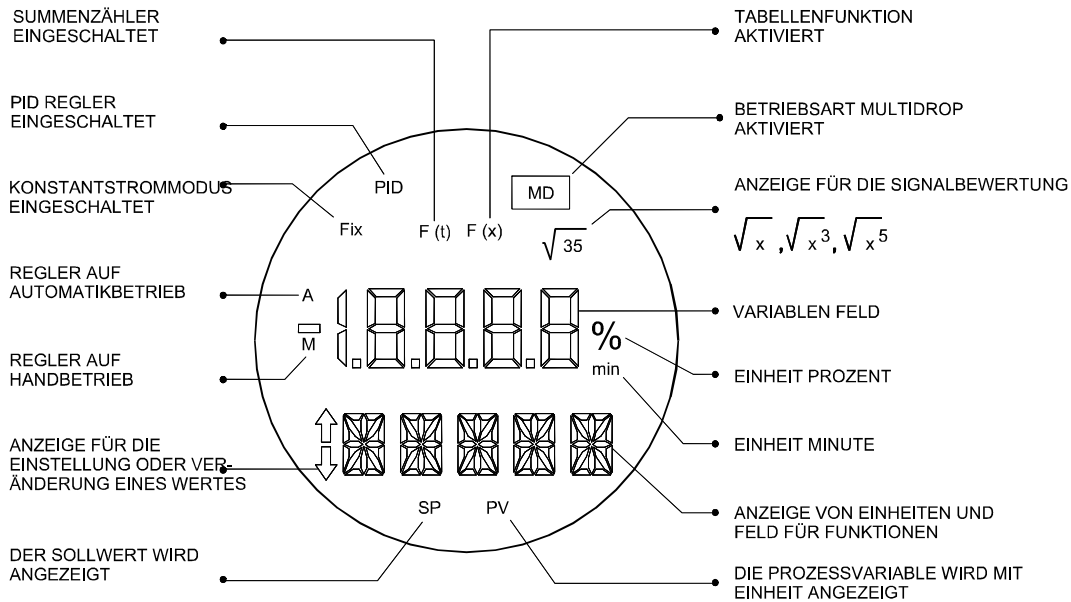 SUMMENZÄHLER
EINGESCHALTET
PID REGLER
EINGESCHALTET
KONSTANTSTROMMODUS
EINGESCHALTET
REGLER AUF
AUTOMATIKBETRIEB
REGLER AUF
HANDBETRIEB
ANZEIGE FÜR DIE
EINSTELLUNG ODER VER-
ÄNDERUNG EINES WERTES
DER SOLLWERT WIRD
ANGEZEIGT
PID
MD
Fix
F (t) F (x)
√35
A
M
%
min
SP PV
TABELLENFUNKTION
AKTIVIERT
BETRIEBSART MULTIDROP
AKTIVIERT
ANZEIGE FÜR DIE SIGNALBEWERTUNG
√x , √x³, √x⁵
VARIABLEN FELD
EINHEIT PROZENT
EINHEIT MINUTE
ANZEIGE VON EINHEITEN UND
FELD FÜR FUNKTIONEN
DIE PROZESSVARIABLE WIRD MIT
EINHEIT ANGEZEIGT